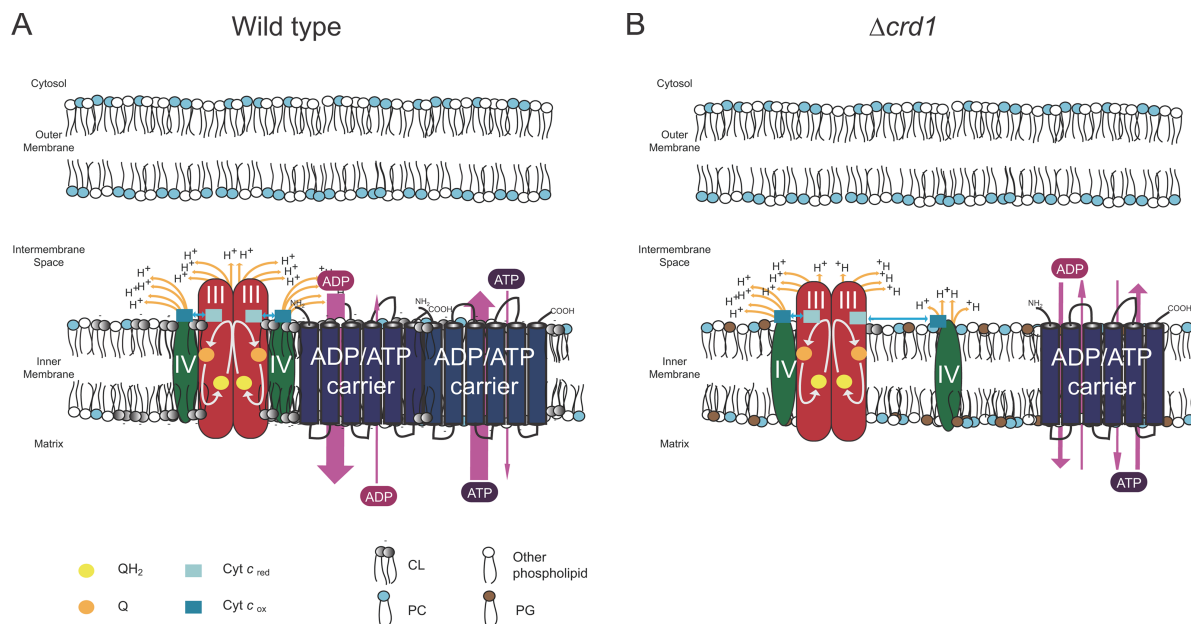 A
Wild type
B
Δcrd1
Cytosol
Outer
Membrane
Intermembrane
Space
Inner
Membrane
Matrix
H+
H+
H+
H+
H+
H+
H+
H+
H+
H+
H+
H+
H+
H+
+H
H
III
III
IV
IV
NH2
ADP
NH2
COOH
ATP
COOH
ADP/ATP
carrier
ADP/ATP
carrier
ADP
ATP
Cytosol
Outer
Membrane
Intermembrane
Space
Inner
Membrane
Matrix
H+
H+
H+
H+
H+
H+
H+
+H
+H
+H
+H
H+
H+
H+
+H
III
III
IV
IV
NH2
ADP
COOH
ADP/ATP
carrier
ATP
QH2
Q
Cyt c red
Cyt c ox
CL
PC
Other
phospholipid
PG